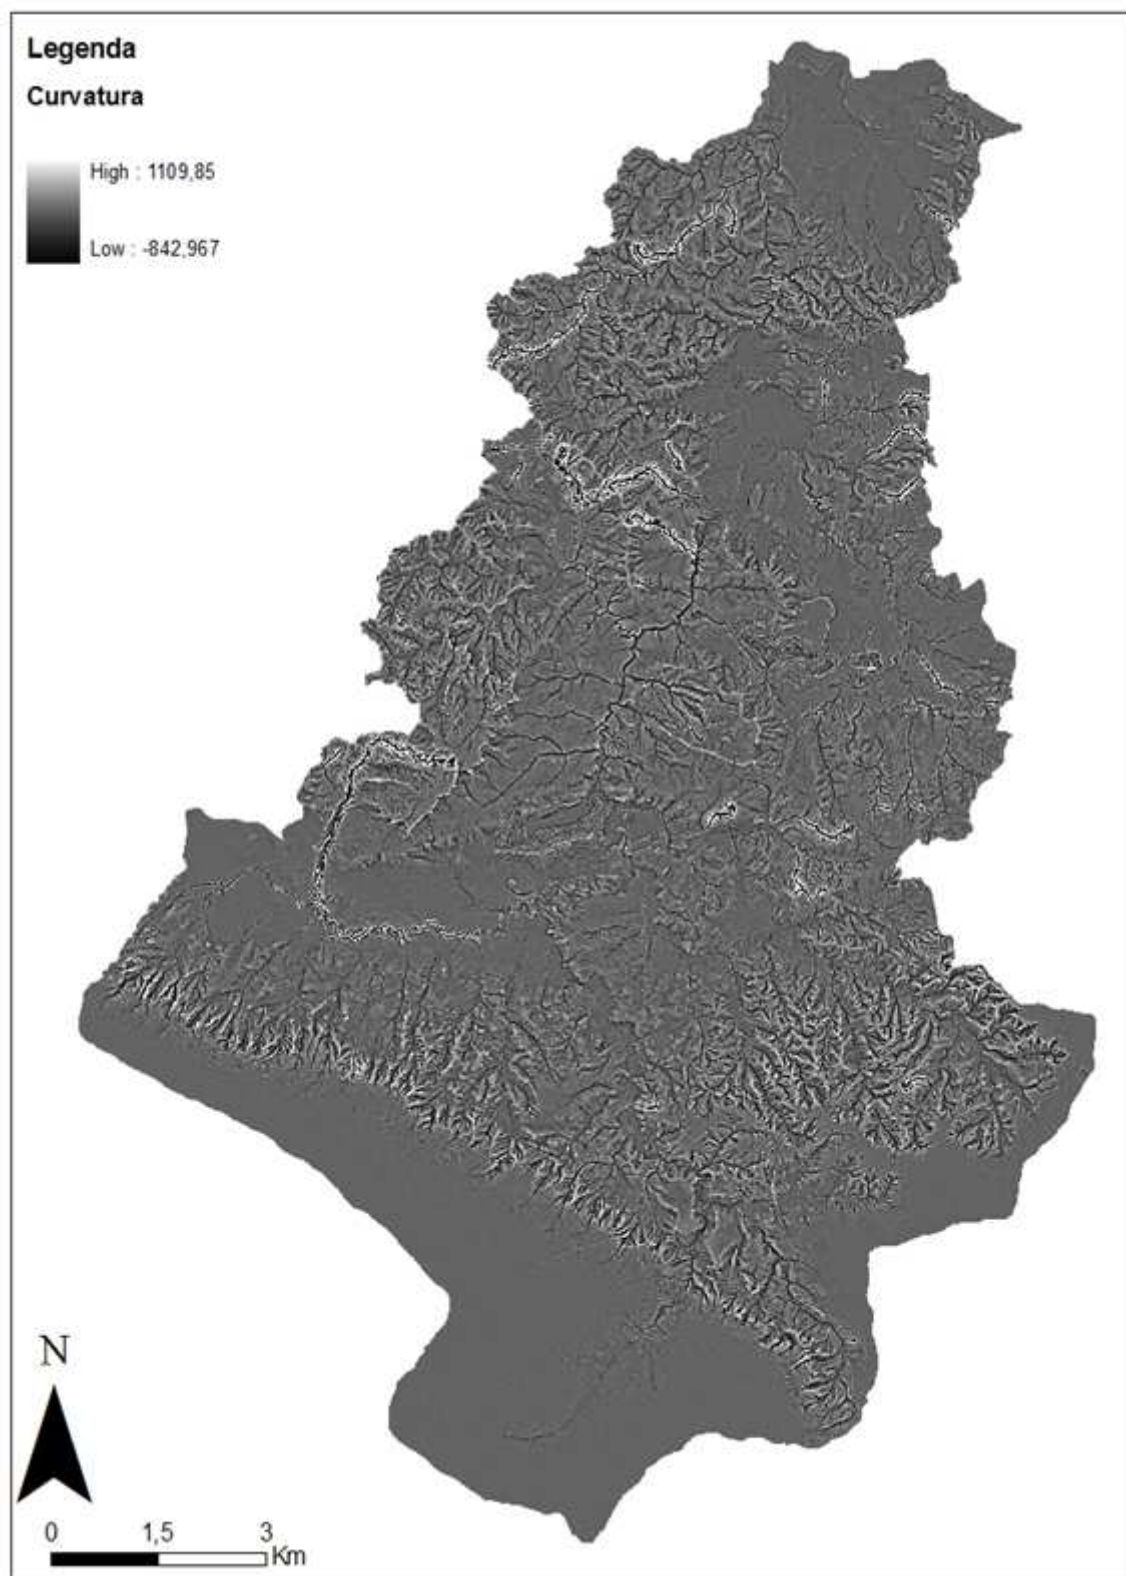 Legenda
Curvatura
High : 1109,85
Low : -842,967
N
0 1,5 3
Km